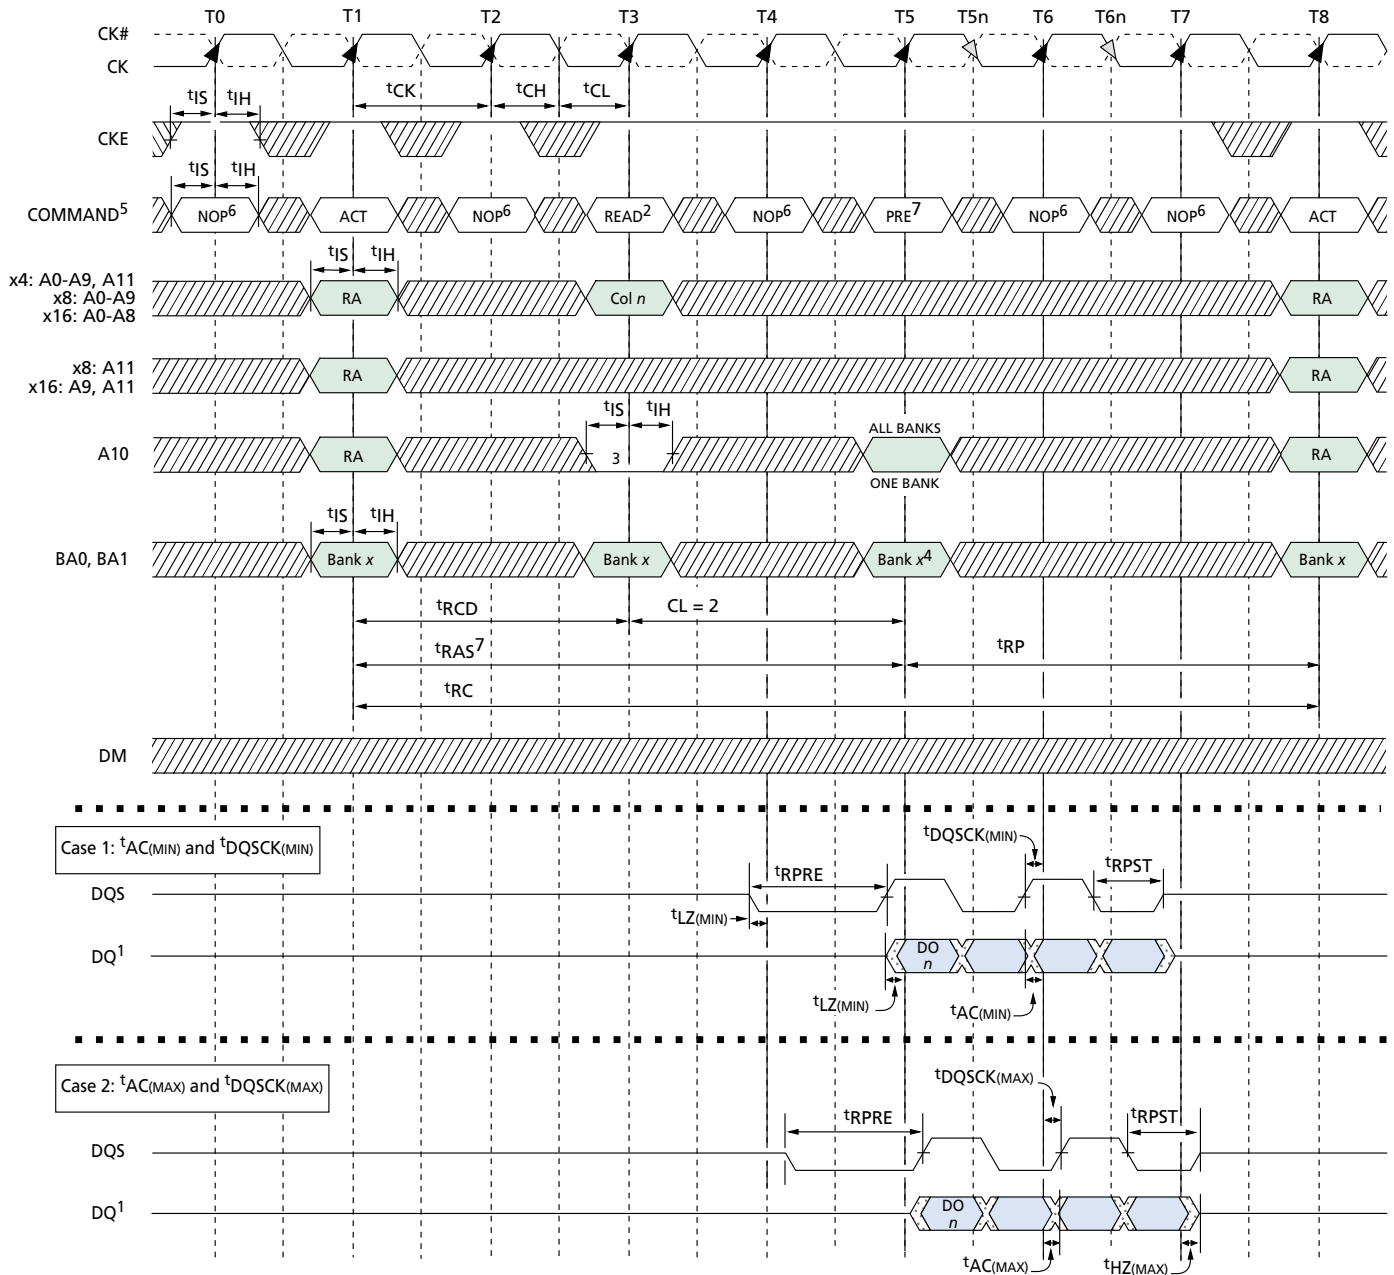 T0 T1 T2 T3 T4 T5 T5n T6 T6n T7 T8
CK#
CK
tIS tIH tCK tCH tCL
CKE
tIS tIH
COMMAND5 NOP6 ACT NOP6 READ2 NOP6 PRE7 NOP6 NOP6 ACT
tIS tIH
x4: A0-A9, A11
x8: A0-A9
x16: A0-A8
RA Col n RA
x8: A11
x16: A9, A11
RA RA
tIS tIH
ALL BANKS
A10 RA 3 RA
ONE BANK
tIS tIH
BA0, BA1 Bank x Bank x Bank x4 Bank x
tRCD CL = 2
tRAS7 tRP
tRC
DM
Case 1: tAC(MIN) and tDQSCK(MIN)
tDQSCK(MIN)
tRPRE tRPST
DQS
tLZ(MIN)
DQ1 DO
n
tLZ(MIN) tAC(MIN)
Case 2: tAC(MAX) and tDQSCK(MAX)
tDQSCK(MAX)
tRPRE tRPST
DQS
DQ1 DO
n
tAC(MAX) tHZ(MAX)